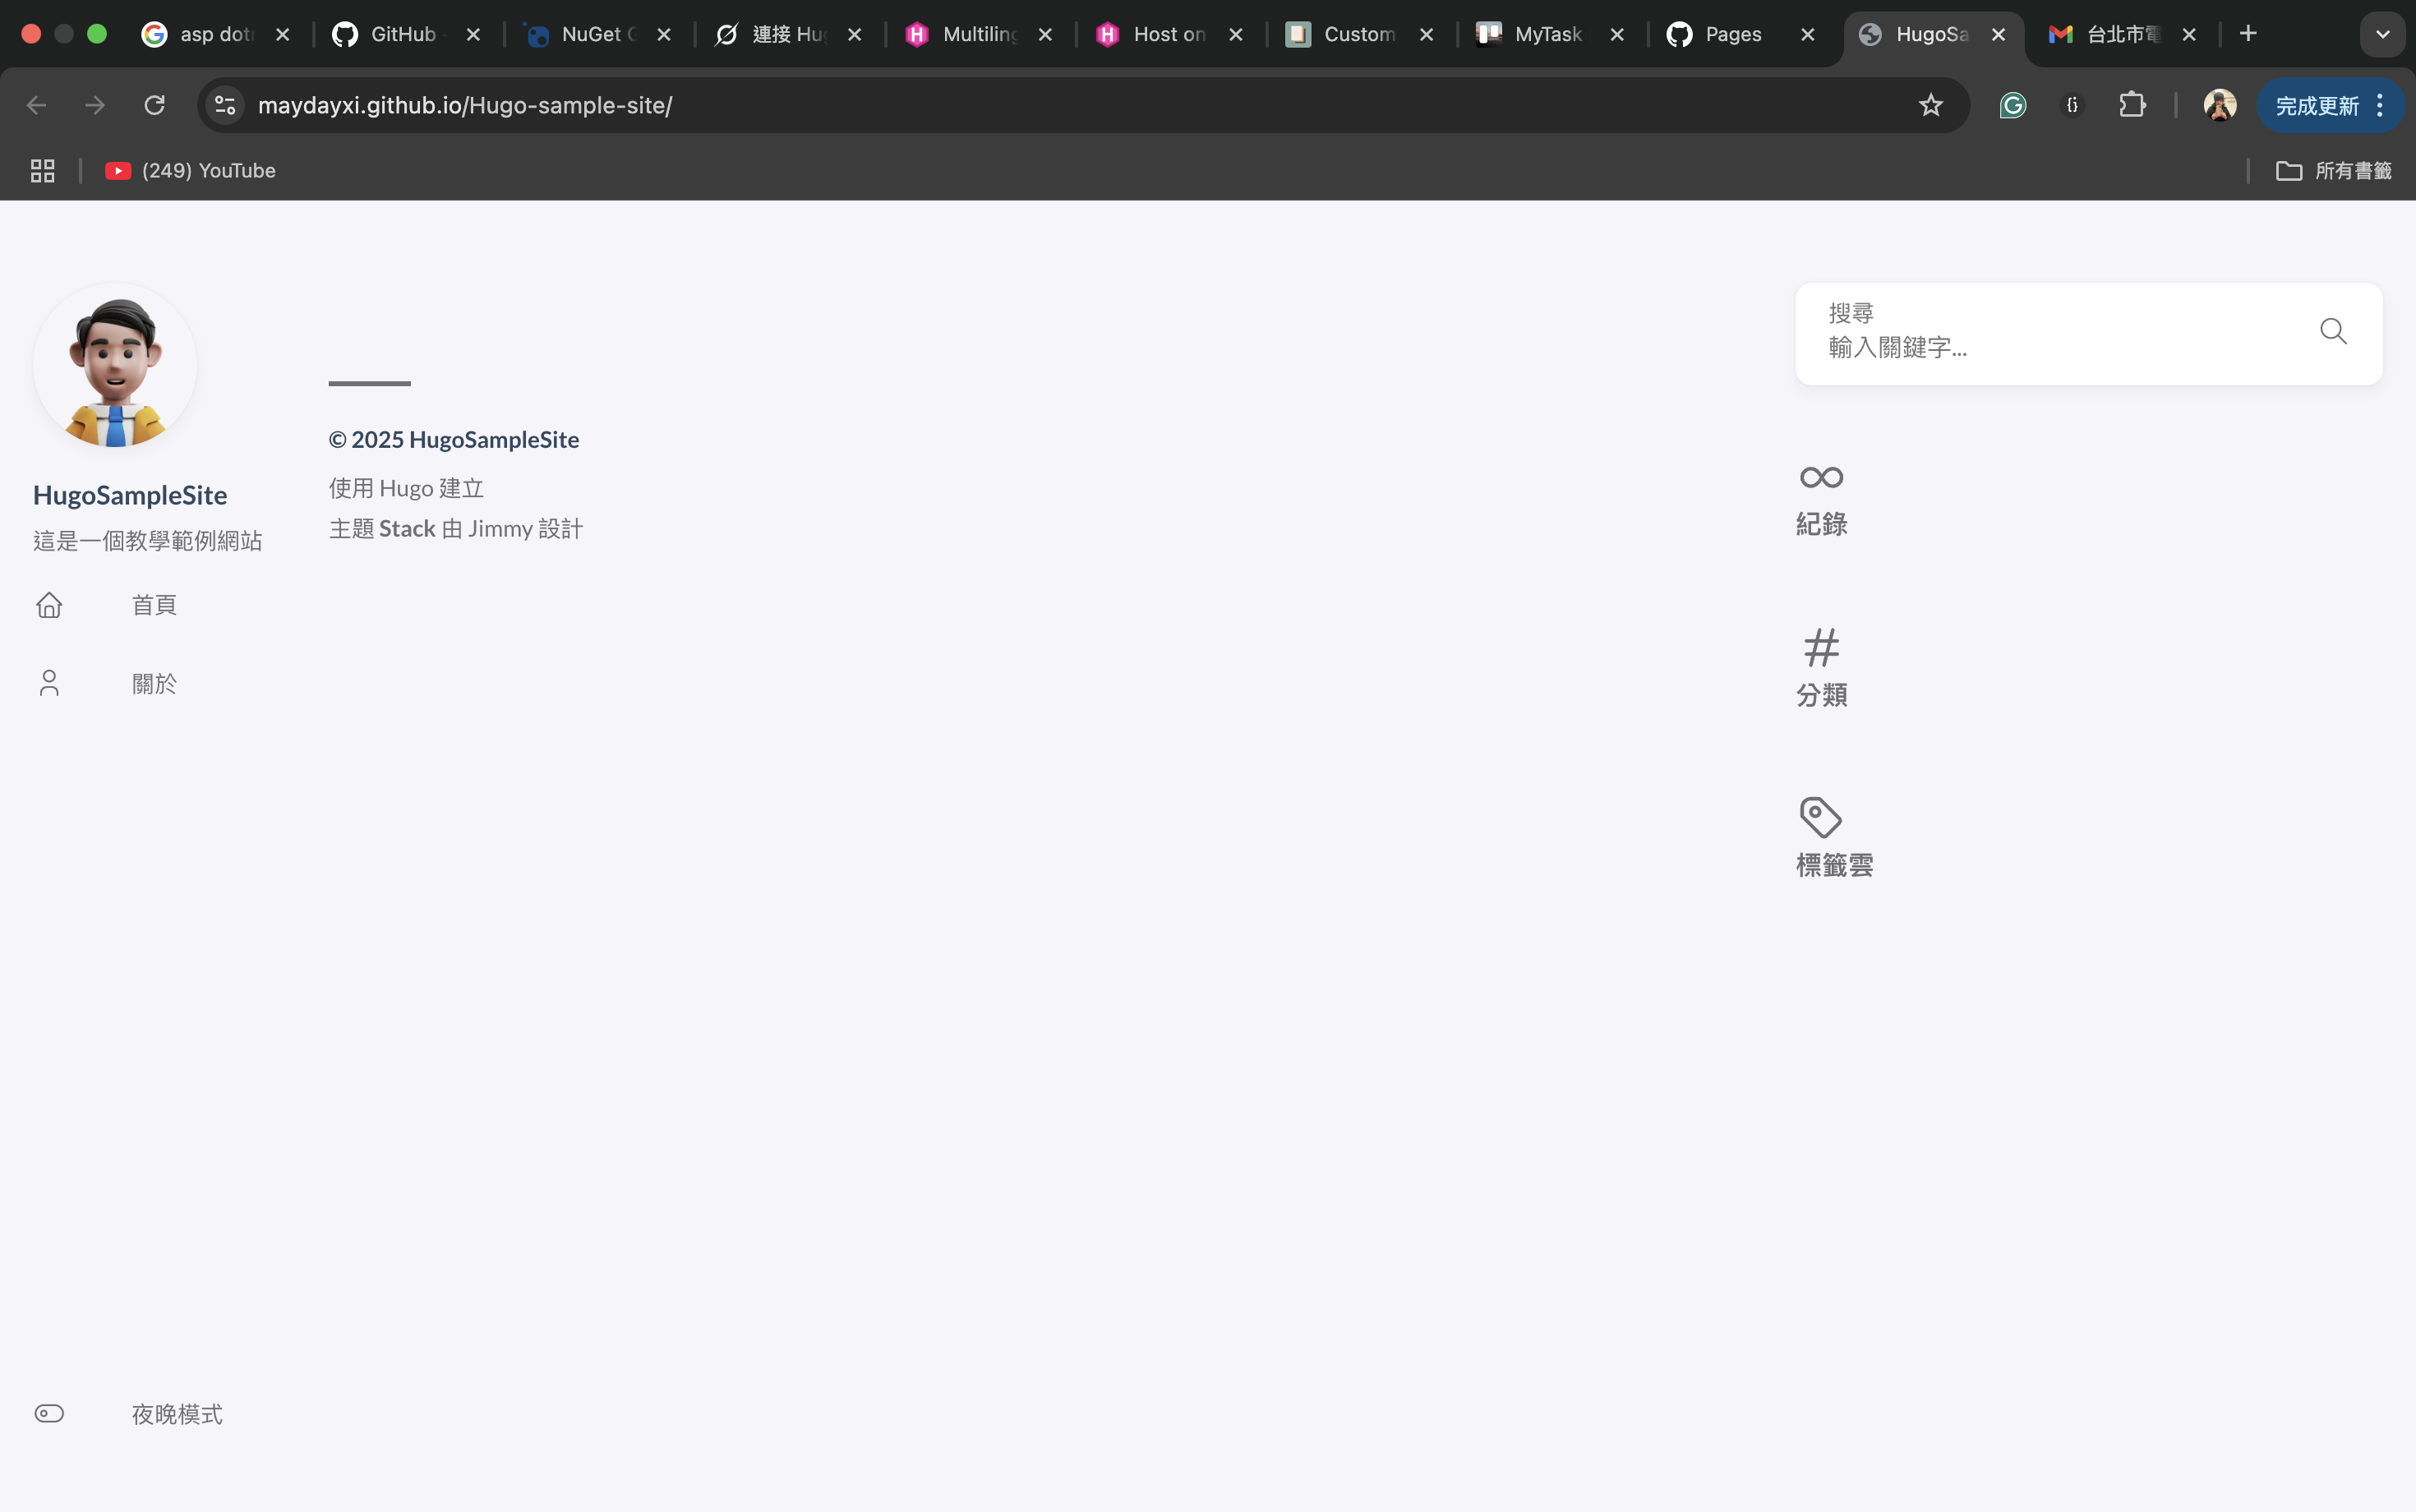 asp dot
GitHub
NuGet
連接 Hu
Multilin
Host on
Custom
MyTask
Pages
HugoSa
台北市電
maydayxi.github.io/Hugo-sample-site/
完成更新
(249) YouTube
所有書籤
HugoSampleSite
這是一個教學範例網站
首頁
關於
夜晚模式
© 2025 HugoSampleSite
使用 Hugo 建立
主題 Stack 由 Jimmy 設計
搜尋
輸入關鍵字...
紀錄
分類
標籤雲